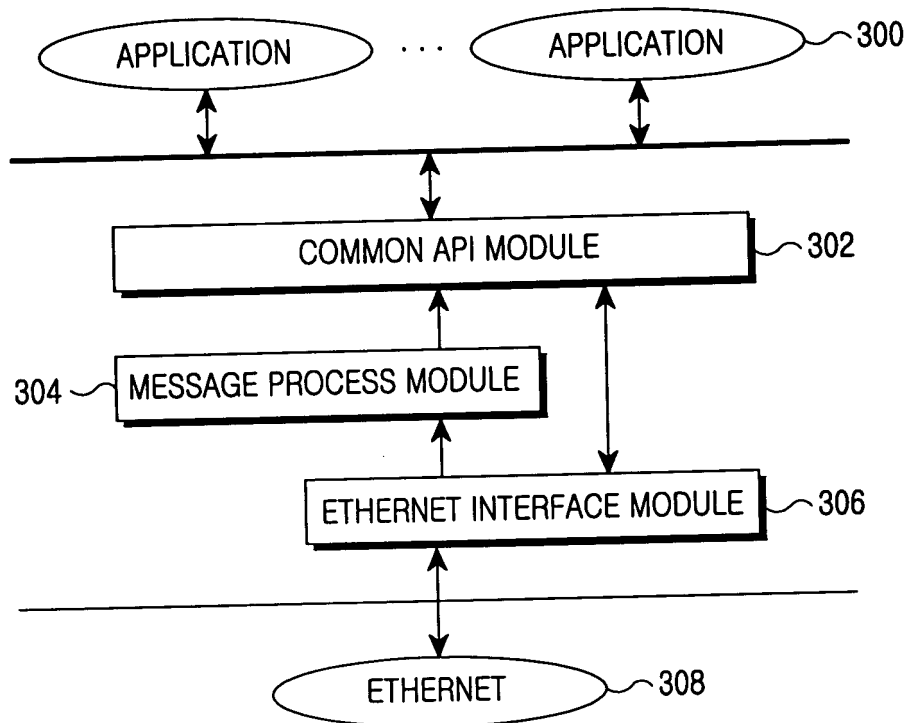 APPLICATION ... APPLICATION 300
COMMON API MODULE 302
304 MESSAGE PROCESS MODULE
ETHERNET INTERFACE MODULE 306
ETHERNET 308